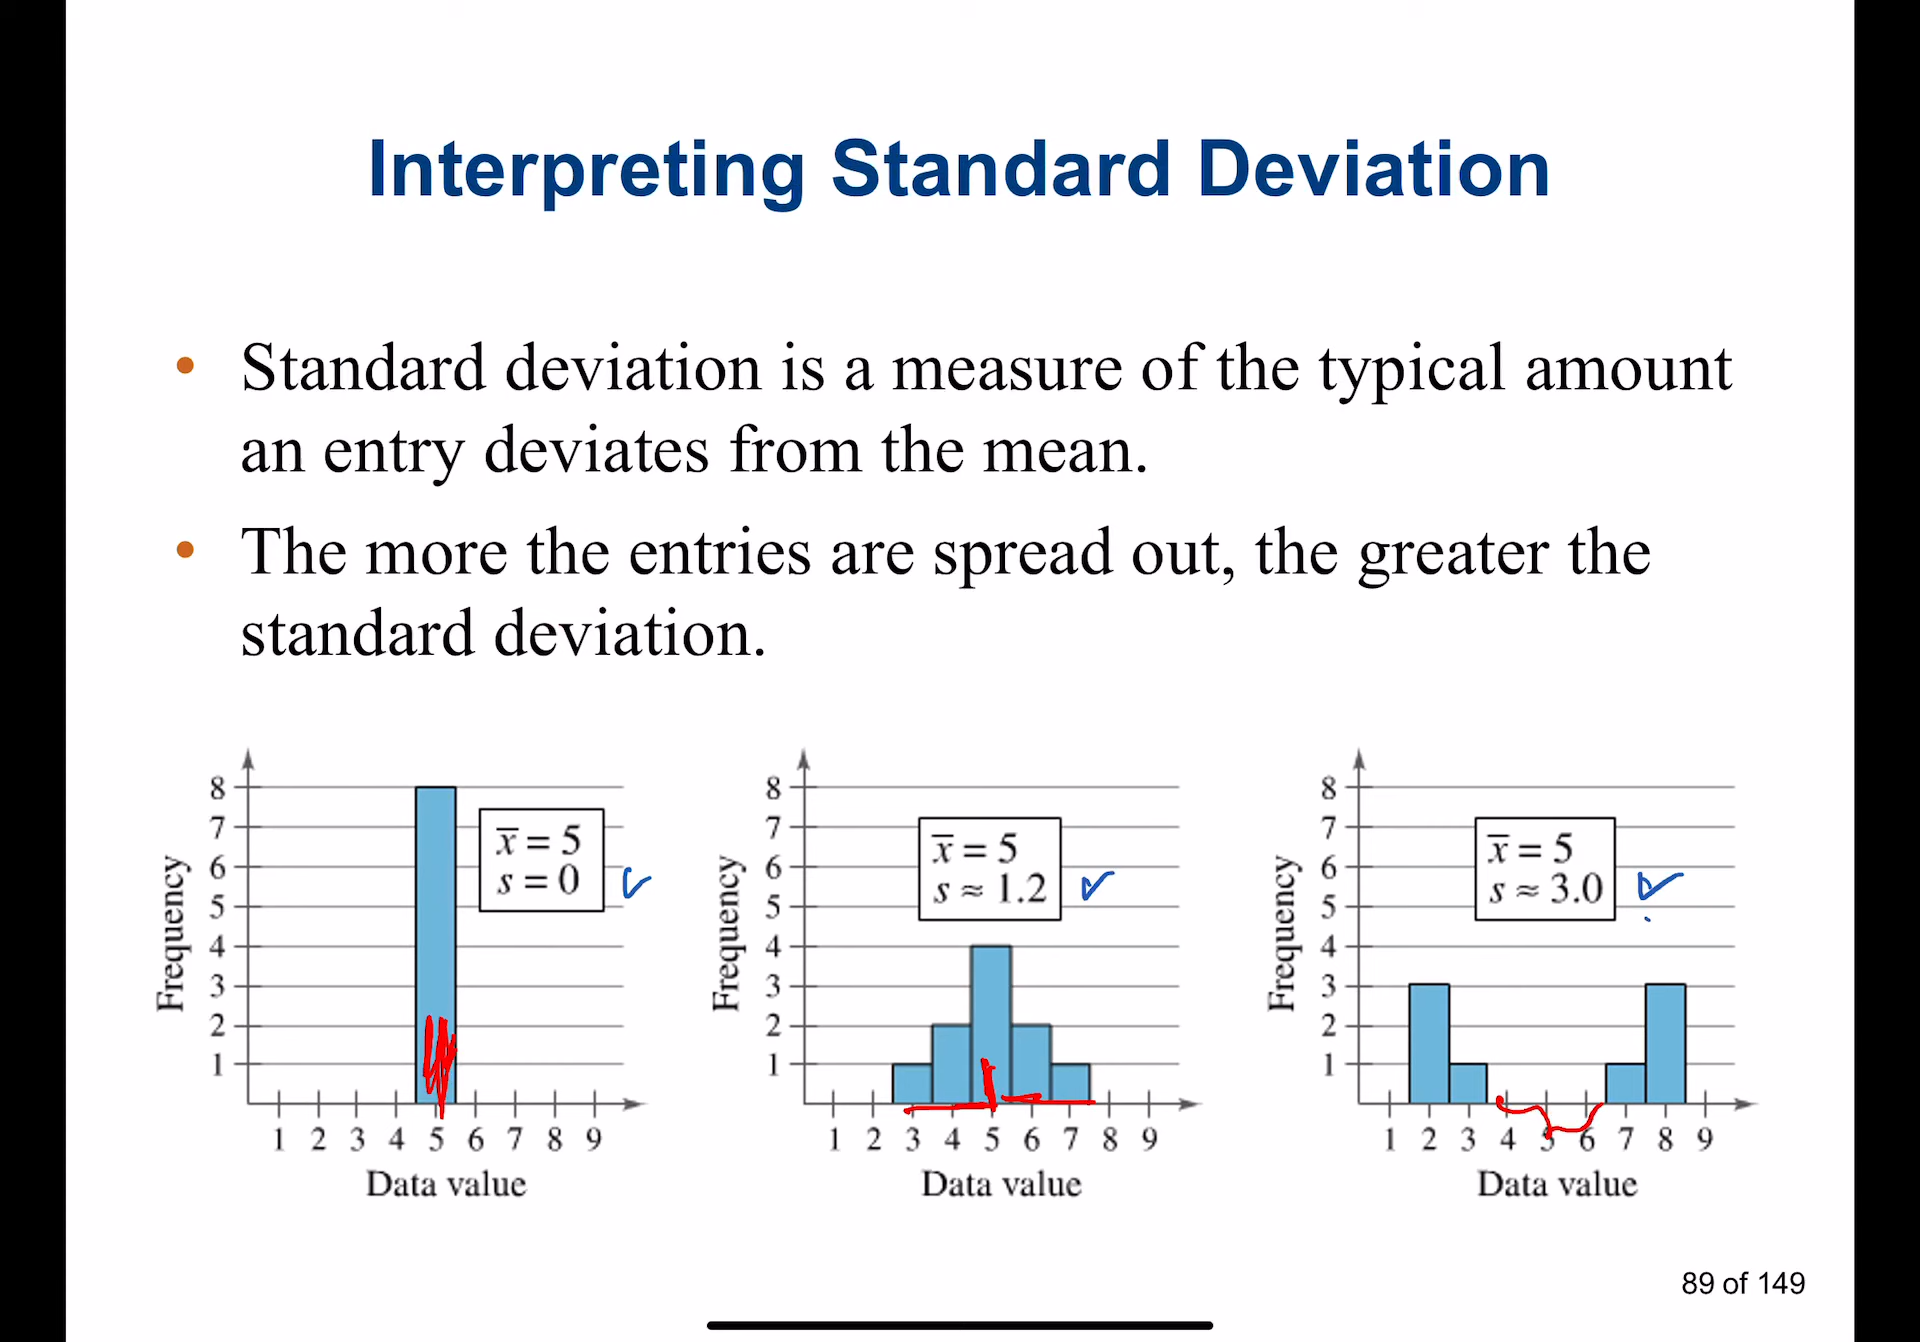 Interpreting Standard Deviation
• Standard deviation is a measure of the typical amount
an entry deviates from the mean.
• The more the entries are spread out, the greater the
standard deviation.
Frequency
8
7
6
5
4
3
2
1
x̅ = 5
s = 0
1 2 3 4 5 6 7 8 9
Data value
Frequency
8
7
6
5
4
3
2
1
x̅ = 5
s ≈ 1.2
1 2 3 4 5 6 7 8 9
Data value
Frequency
8
7
6
5
4
3
2
1
x̅ = 5
s ≈ 3.0
1 2 3 4 5 6 7 8 9
Data value
89 of 149